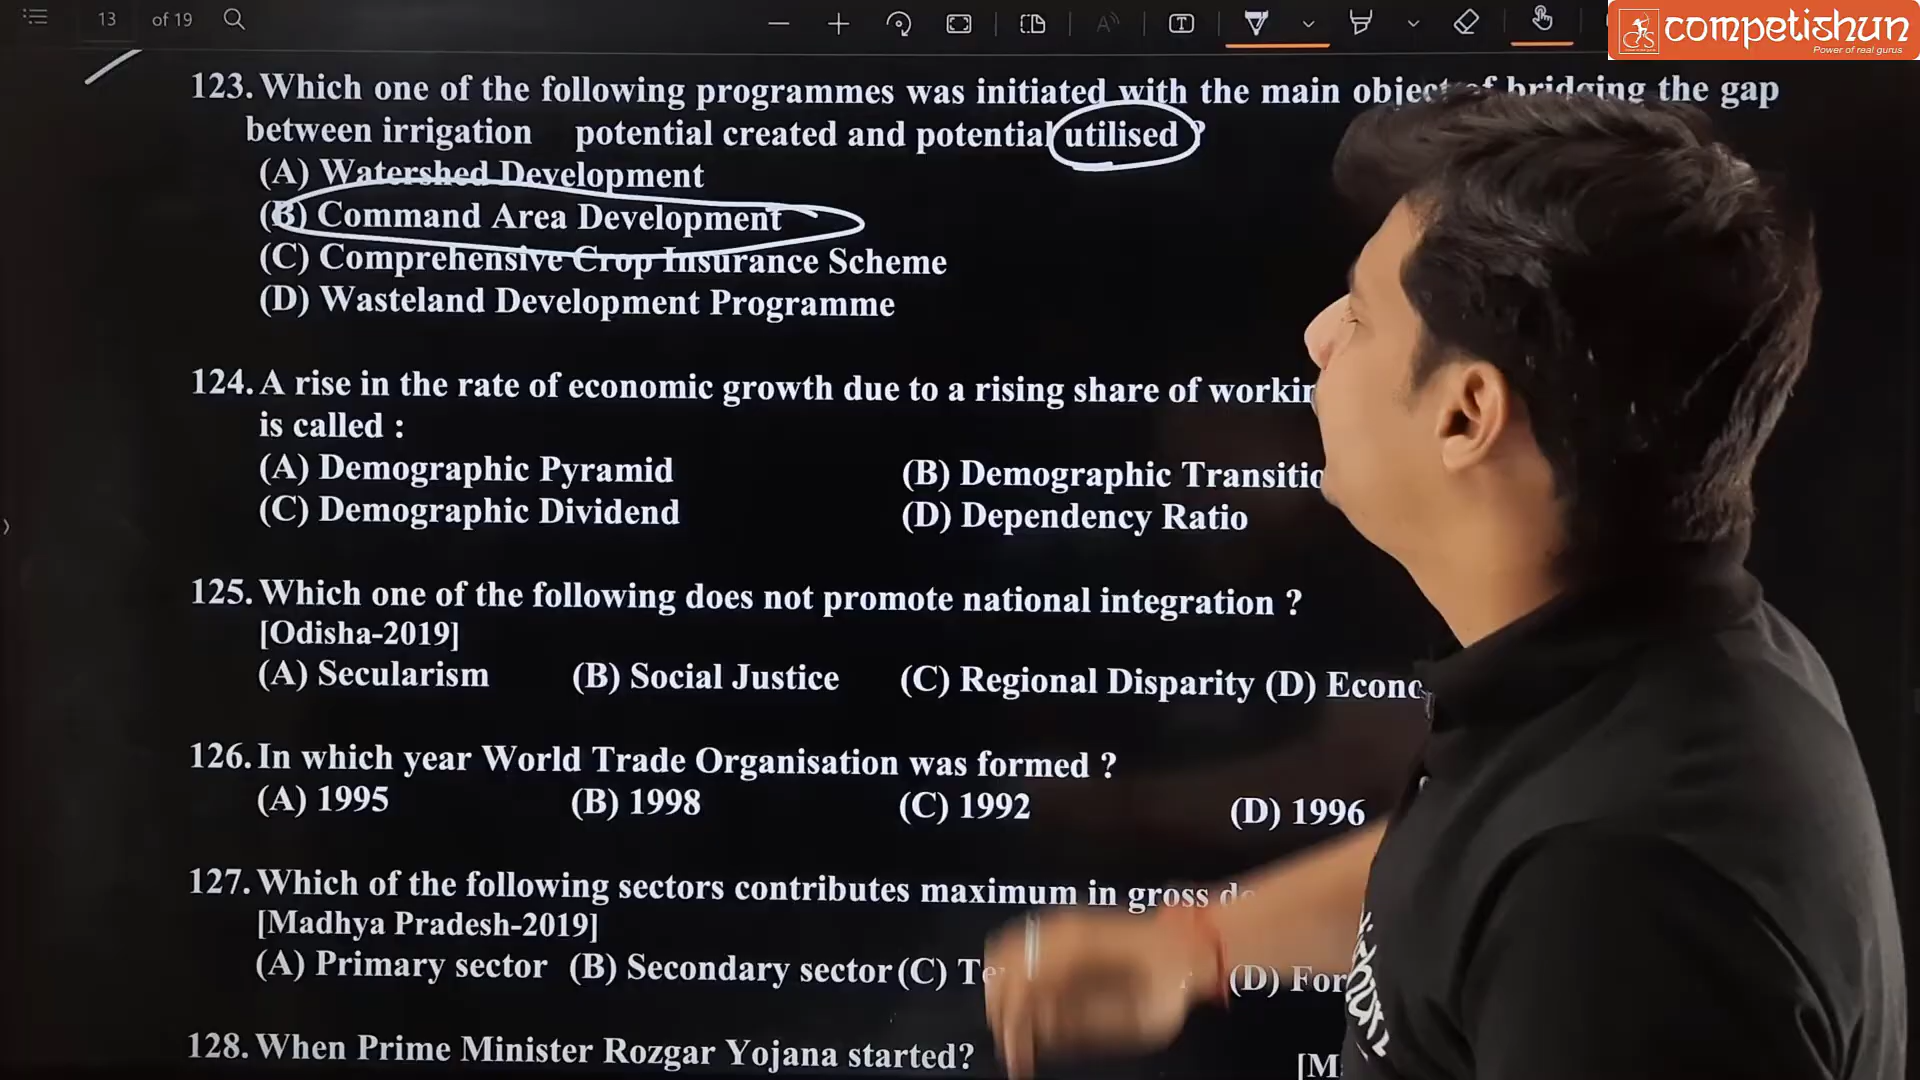 13 of 19
competishun
Power of real gurus
123. Which one of the following programmes was initiated with the main object of bridging the gap
between irrigation potential created and potential utilised ?
(A) Watershed Development
(B) Command Area Development
(C) Comprehensive Crop Insurance Scheme
(D) Wasteland Development Programme
124. A rise in the rate of economic growth due to a rising share of
is called :
(A) Demographic Pyramid (B) Demographic
(C) Demographic Dividend (D) Dependency Ratio
125. Which one of the following does not promote national integration ?
[Odisha-2019]
(A) Secularism (B) Social Justice (C) Regional Disparity (D)
126. In which year World Trade Organisation was formed ?
(A) 1995 (B) 1998 (C) 1992 (D) 1996
127. Which of the following sectors contributes maximum in gross
[Madhya Pradesh-2019]
(A) Primary sector (B) Secondary sector (C) (D)
128. When Prime Minister Rozgar Yojana started?